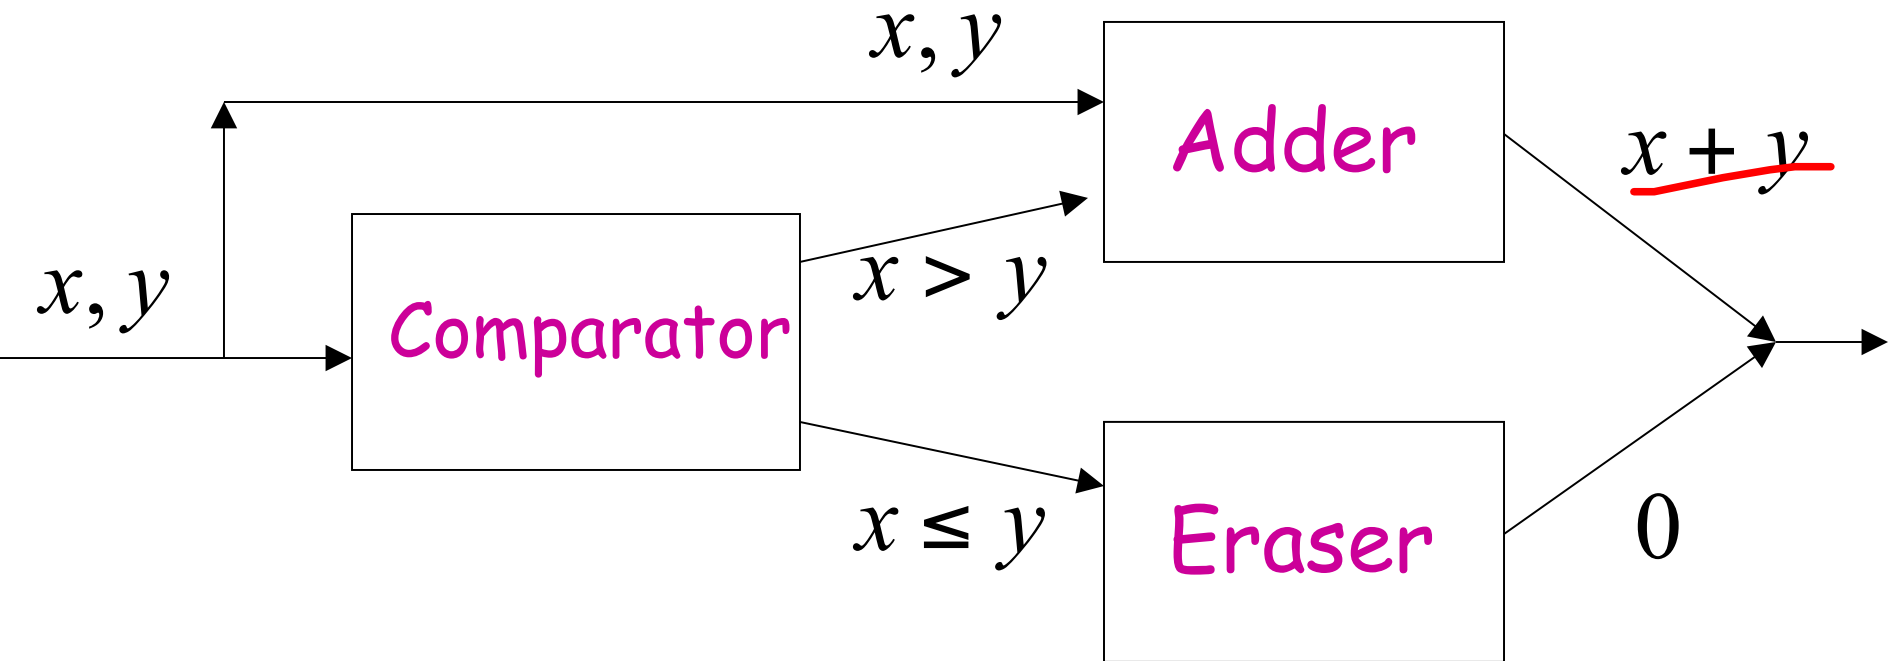 x, y
x, y
Adder
x + y
x > y
Comparator
x ≤ y
Eraser
0